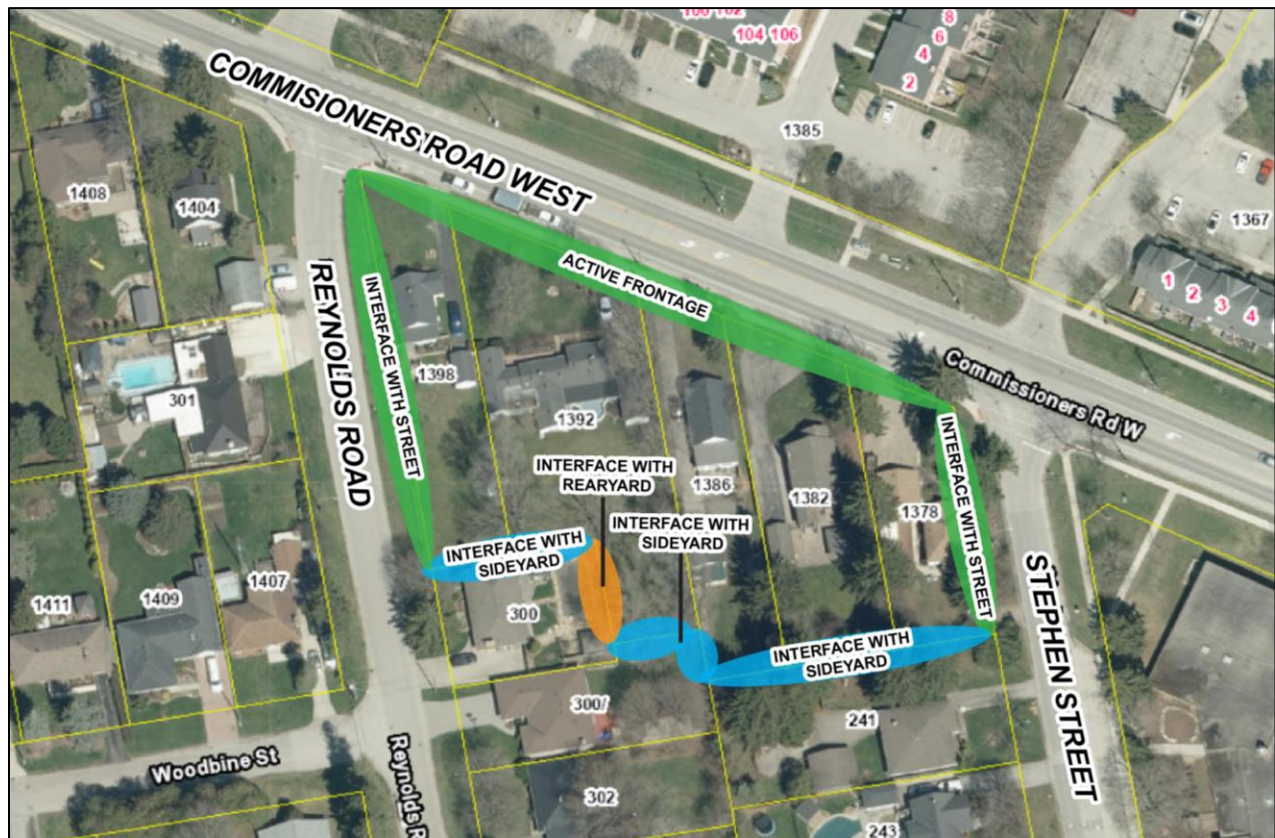 100 102
104 106
8
6
4
2
COMMISIONERS ROAD WEST
1385
1408
1404
1367
1
2
3
4
REYNOLDS ROAD
INTERFACE WITH STREET
ACTIVE FRONTAGE
Commissioners Rd W
1398
301
1392
INTERFACE WITH
REARYARD
1386
1382
1378
INTERFACE WITH STREET
INTERFACE WITH
SIDEYARD
INTERFACE WITH
SIDEYARD
STEPHEN STREET
1411
1409
1407
300
INTERFACE WITH
SIDEYARD
300/
241
Woodbine St
Reynolds R
302
243